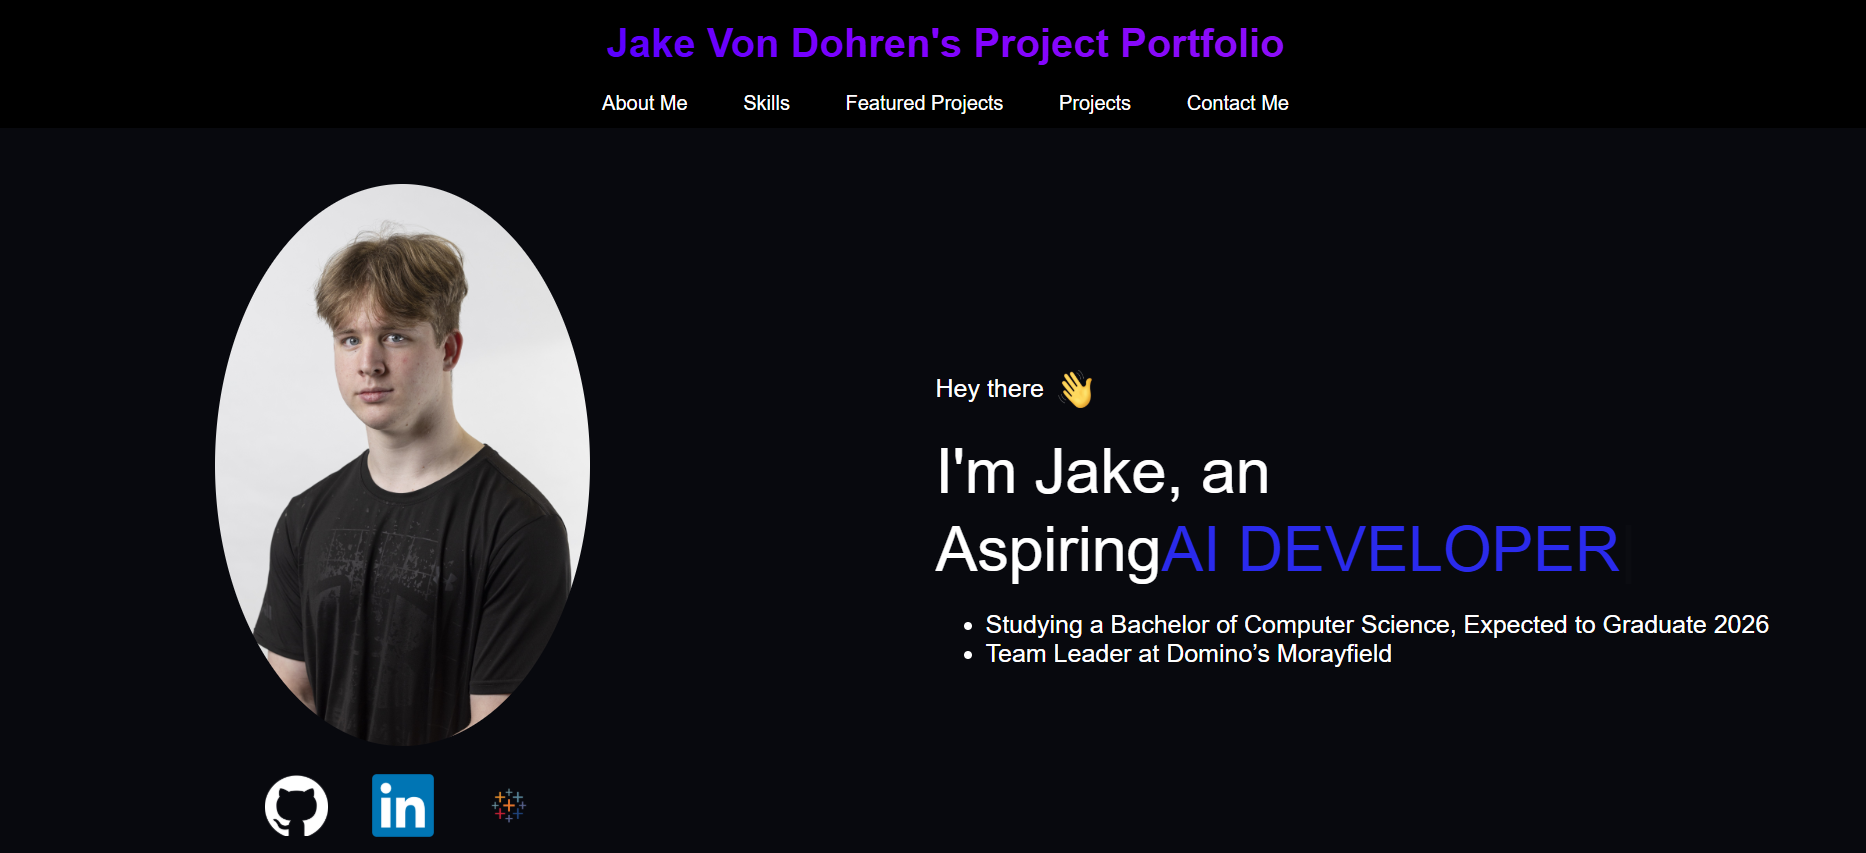 Jake Von Dohren's Project Portfolio
About Me Skills Featured Projects Projects Contact Me
Hey there 👋
I'm Jake, an
AspiringAI DEVELOPER
• Studying a Bachelor of Computer Science, Expected to Graduate 2026
• Team Leader at Domino’s Morayfield
in